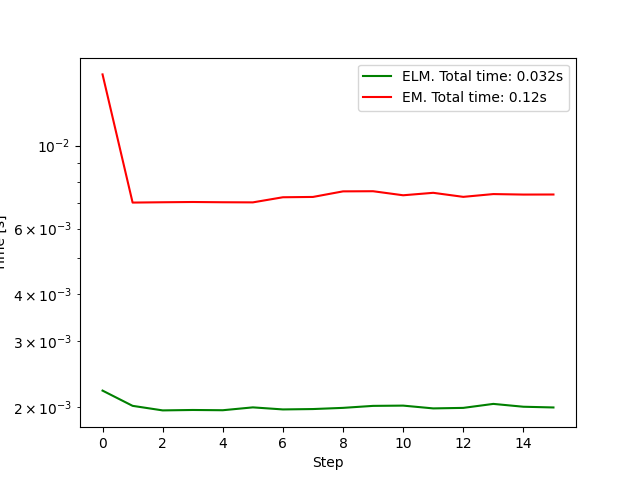 ELM. Total time: 0.032s
EM. Total time: 0.12s
10⁻²
6 × 10⁻³
4 × 10⁻³
3 × 10⁻³
2 × 10⁻³
0 2 4 6 8 10 12 14
Step